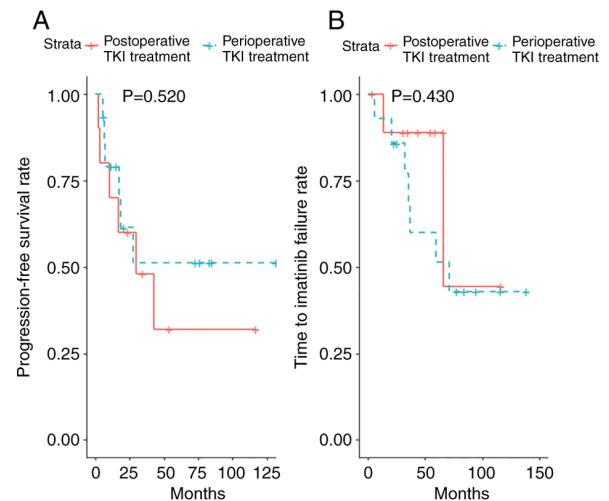 A
Strata Postoperative TKI treatment Perioperative TKI treatment
P=0.520
Progression-free survival rate
1.00
0.75
0.50
0.25
0.00
0 25 50 75 100 125
Months
B
Strata Postoperative TKI treatment Perioperative TKI treatment
P=0.430
Time to imatinib failure rate
1.00
0.75
0.50
0.25
0.00
0 50 100 150
Months